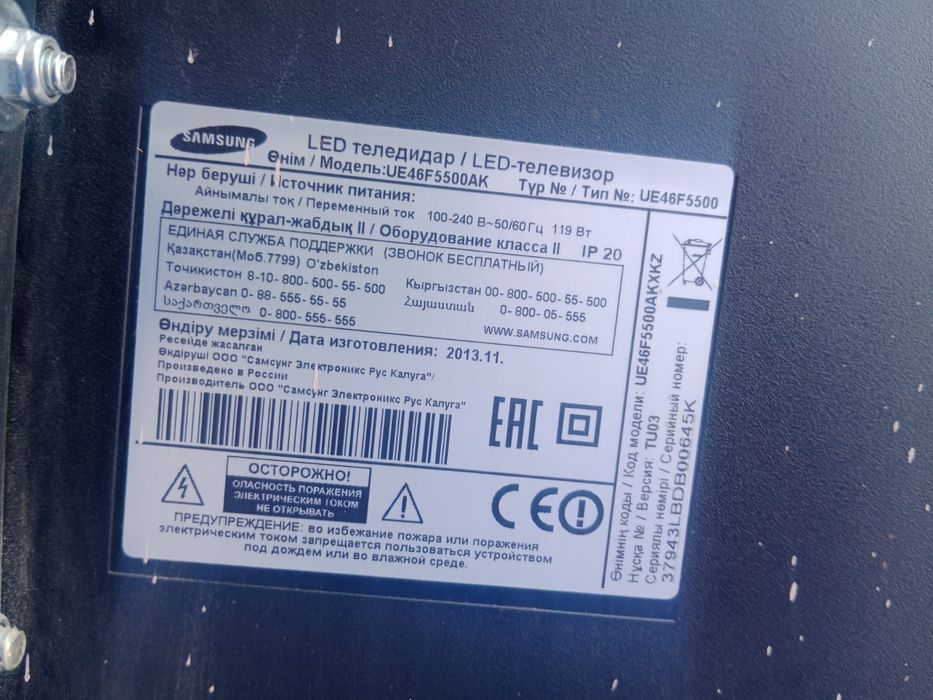 SAMSUNG
LED теледидар / LED-телевизор
Өнім / Модель:UE46F5500AK Түр № / Тип №: UE46F5500
Нәр беруші / Источник питания:
Айнымалы тоқ / Переменный ток 100-240 В~50/60Гц 119 Вт
Дәрежелі құрал-жабдық II / Оборудование класса II IP 20
ЕДИНАЯ СЛУЖБА ПОДДЕРЖКИ (ЗВОНОК БЕСПЛАТНЫЙ)
Қазақстан(Моб.7799) O'zbekiston
Точикистон 8-10-800-500-55-500
Кыргызстан 00-800-500-55-500
Azərbaycan 0-88-555-55-55
Հայաստան 0-800-05-555
საქართველო 0-800-555-555
WWW.SAMSUNG.COM
Өндіру мерзімі / Дата изготовления: 2013.11.
Ресейде жасалған
Өндіруші ООО "Самсунг Электроникс Рус Калуга"/
Произведено в России
Производитель ООО "Самсунг Электроникс Рус Калуга"
EAC
ОСТОРОЖНО!
ОПАСНОСТЬ ПОРАЖЕНИЯ
ЭЛЕКТРИЧЕСКИМ ТОКОМ
НЕ ОТКРЫВАТЬ
CE
ПРЕДУПРЕЖДЕНИЕ: во избежание пожара или поражения
электрическим током запрещается пользоваться устройством
под дождем или во влажной среде.
Өнімнің коды / Код модели: UE46F5500AKXKZ
Нұсқа № / Версия: TU03
Сериялы немірі / Серийный номер:
37943LBDB00645K